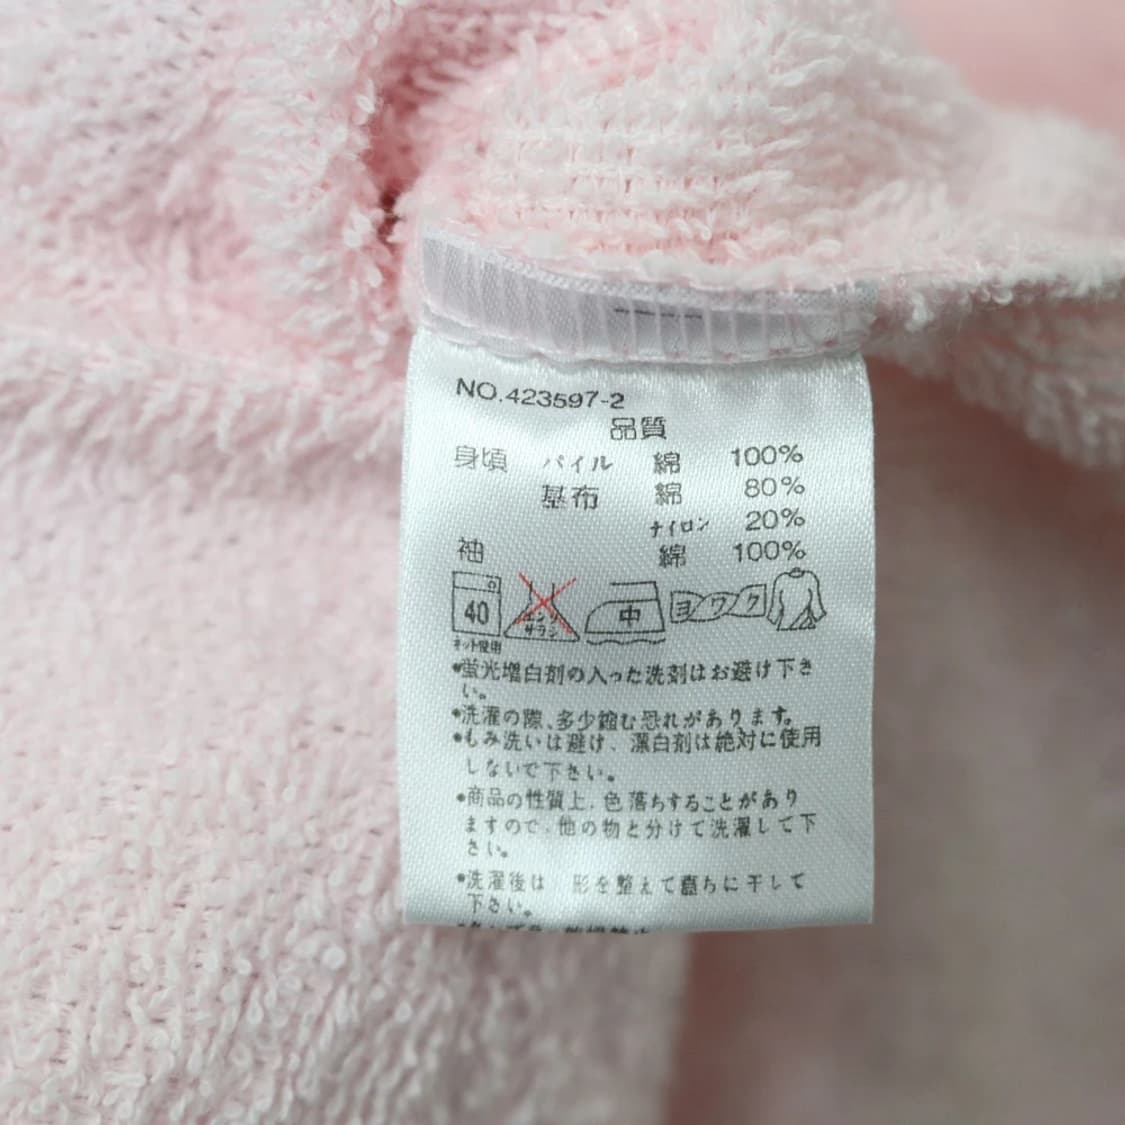 NO.423597-2
品質
身頃 パイル 綿 100%
基布 綿 80%
ナイロン 20%
袖 綿 100%
40 エンソ サラシ 中 ヨワク
ネット使用
•蛍光増白剤の入った洗剤はお避け下さ
い。
•洗濯の際、多少縮む恐れがあります。
•もみ洗いは避け、漂白剤は絶対に使用
しないで下さい。
•商品の性質上、色落ちすることがあり
ますので、他の物と分けて洗濯して下
さい。
•洗濯後は 形を整えて直ちに干して
下さい。